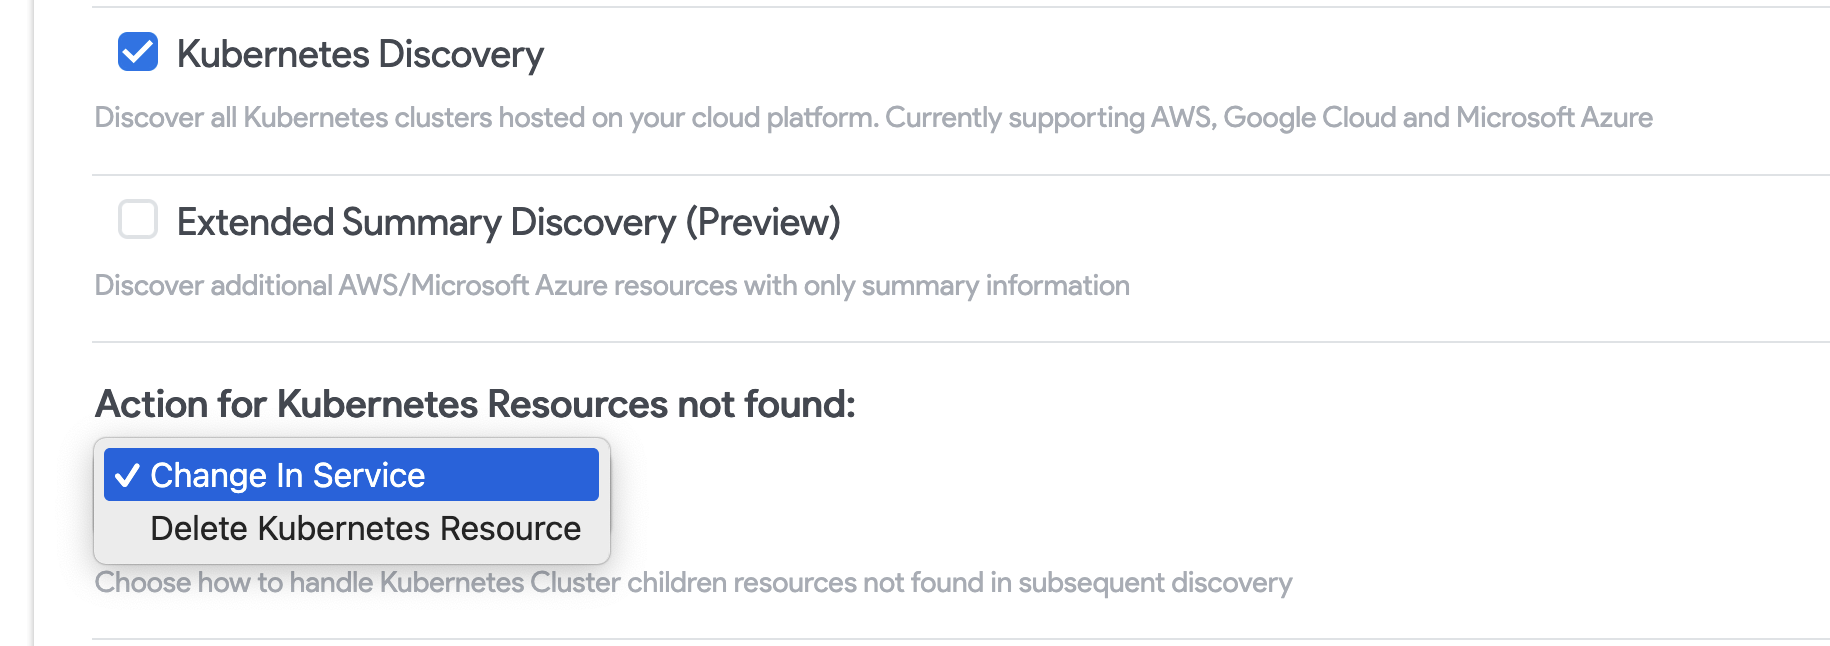 Kubernetes Discovery
Discover all Kubernetes clusters hosted on your cloud platform. Currently supporting AWS, Google Cloud and Microsoft Azure
Extended Summary Discovery (Preview)
Discover additional AWS/Microsoft Azure resources with only summary information
Action for Kubernetes Resources not found:
Change In Service
Delete Kubernetes Resource
Choose how to handle Kubernetes Cluster children resources not found in subsequent discovery